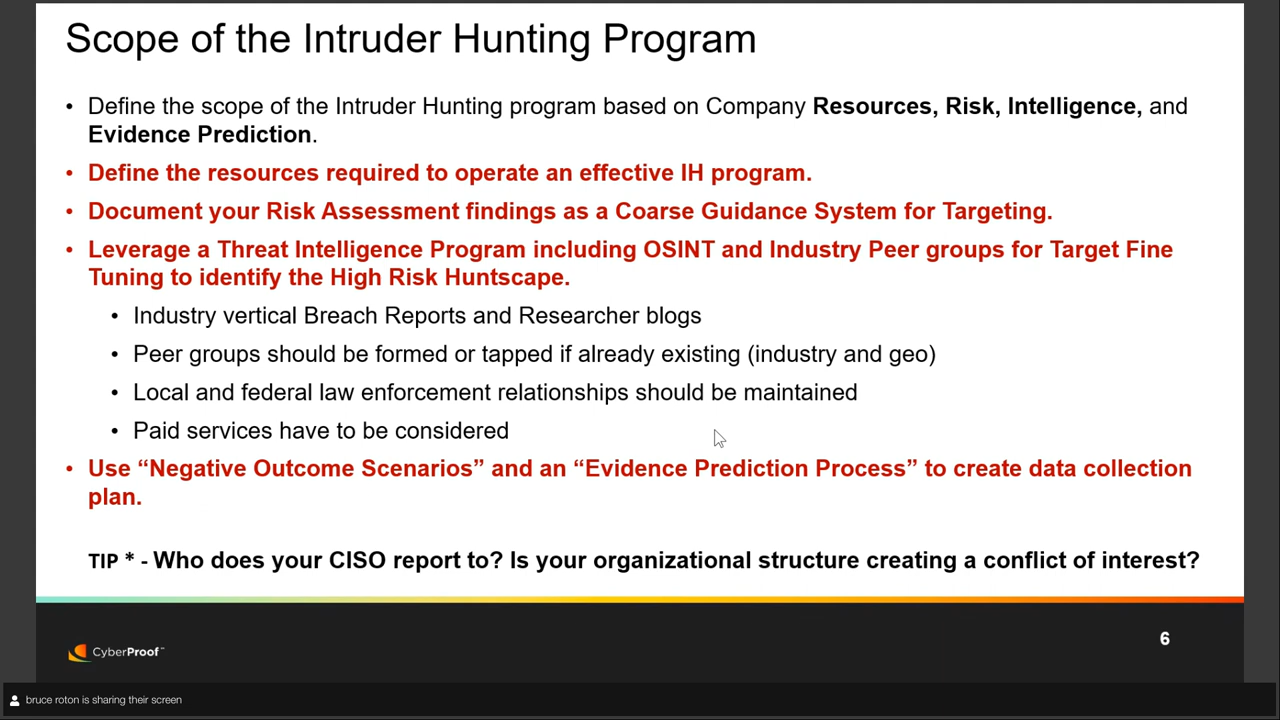 Scope of the Intruder Hunting Program
• Define the scope of the Intruder Hunting program based on Company Resources, Risk, Intelligence, and
Evidence Prediction.
• Define the resources required to operate an effective IH program.
• Document your Risk Assessment findings as a Coarse Guidance System for Targeting.
• Leverage a Threat Intelligence Program including OSINT and Industry Peer groups for Target Fine
Tuning to identify the High Risk Huntscape.
• Industry vertical Breach Reports and Researcher blogs
• Peer groups should be formed or tapped if already existing (industry and geo)
• Local and federal law enforcement relationships should be maintained
• Paid services have to be considered
• Use “Negative Outcome Scenarios” and an “Evidence Prediction Process” to create data collection
plan.
TIP * - Who does your CISO report to? Is your organizational structure creating a conflict of interest?
6
CyberProof™
bruce roton is sharing their screen